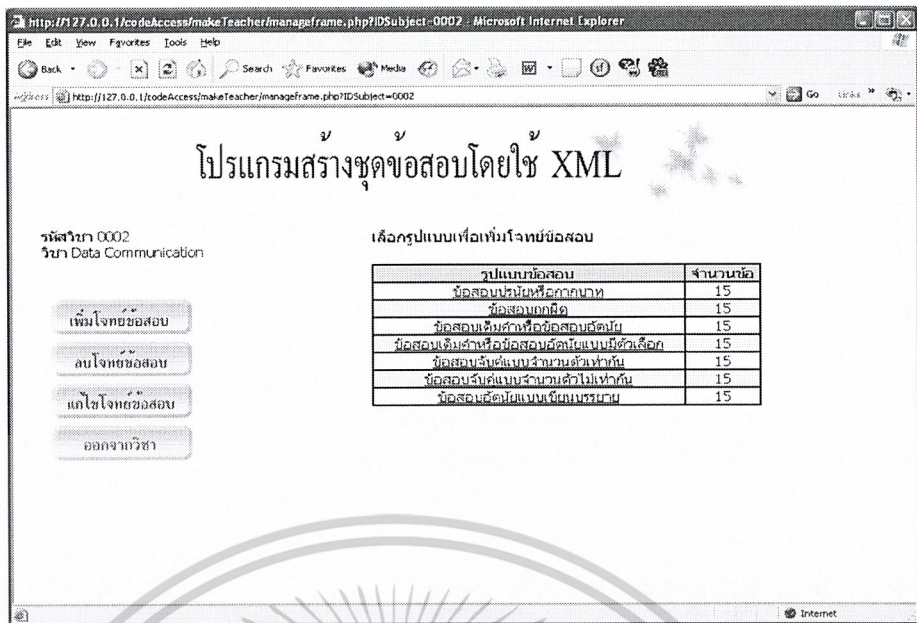 http://127.0.0.1/codeAccess/makeTeacher/manageframe.php?IDSubject=0002 - Microsoft Internet Explorer
File Edit View Favorites Tools Help
Back Search Favorites Media
Address http://127.0.0.1/codeAccess/makeTeacher/manageframe.php?IDSubject=0002 Go Links »
โปรแกรมสร้างชุดข้อสอบโดยใช้ XML
รหัสวิชา 0002
วิชา Data Communication
เพิ่มโจทย์ข้อสอบ
ลบโจทย์ข้อสอบ
แก้ไขโจทย์ข้อสอบ
ออกจากวิชา
เลือกรูปแบบเพื่อเพิ่มโจทย์ข้อสอบ
รูปแบบข้อสอบ จำนวนข้อ
ข้อสอบปรนัยหรือกากบาท 15
ข้อสอบถูกผิด 15
ข้อสอบเติมคำหรือข้อสอบอัตนัย 15
ข้อสอบเติมคำหรือข้อสอบอัตนัยแบบมีตัวเลือก 15
ข้อสอบจับคู่แบบจำนวนตัวเท่ากัน 15
ข้อสอบจับคู่แบบจำนวนตัวไม่เท่ากัน 15
ข้อสอบอัตนัยแบบเขียนบรรยาย 15
Internet